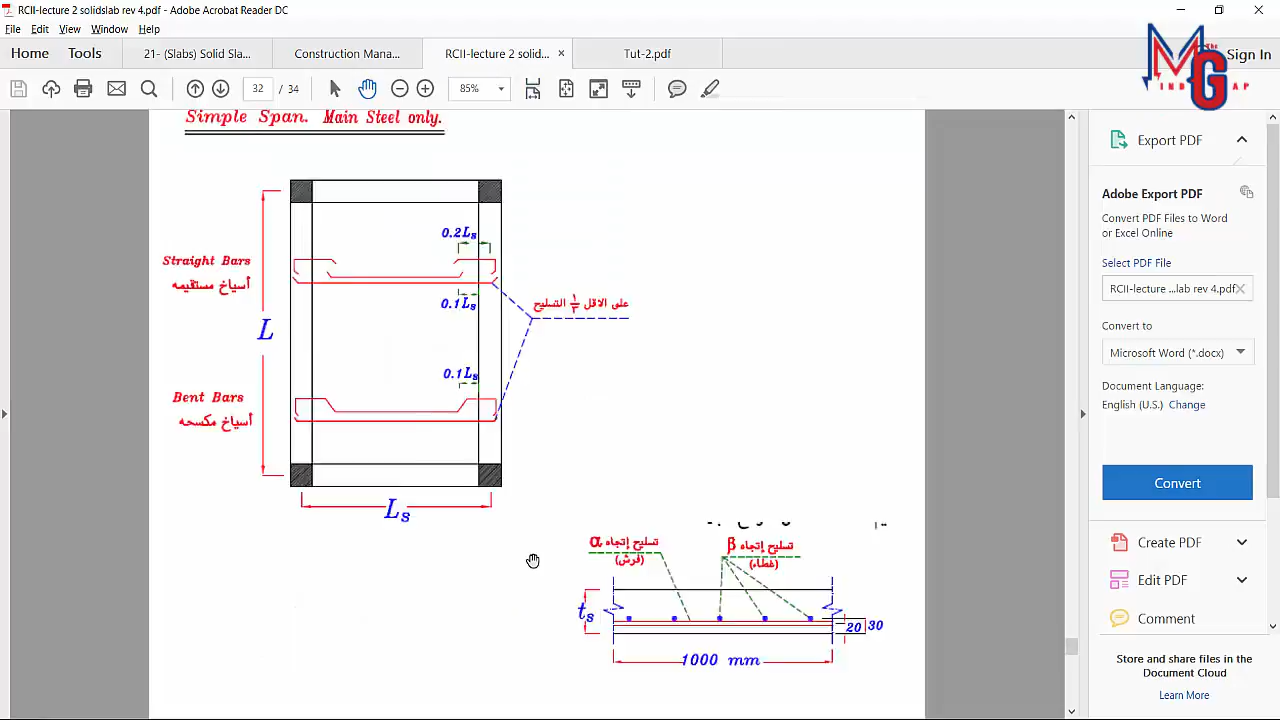 RCII-lecture 2 solidslab rev 4.pdf - Adobe Acrobat Reader DC
File Edit View Window Help
Home Tools 21- (Slabs) Solid Sla... Construction Mana... RCII-lecture 2 solid... × Tut-2.pdf Sign In
The
M G
IND AP
32 / 34 85%
Simple Span. Main Steel only.
0.2Ls
Straight Bars
أسياخ مستقيمه
0.1Ls
على الاقل ١/٣ التسليح
L
0.1Ls
Bent Bars
أسياخ مكسحه
Ls
تسليح إتجاه α
(فرش)
تسليح إتجاه β
(غطاء)
ts
20 30
1000 mm
Export PDF
Adobe Export PDF
Convert PDF Files to Word
or Excel Online
Select PDF File
RCII-lecture ...lab rev 4.pdf ×
Convert to
Microsoft Word (*.docx)
Document Language:
English (U.S.) Change
Convert
Create PDF
Edit PDF
Comment
Store and share files in the
Document Cloud
Learn More